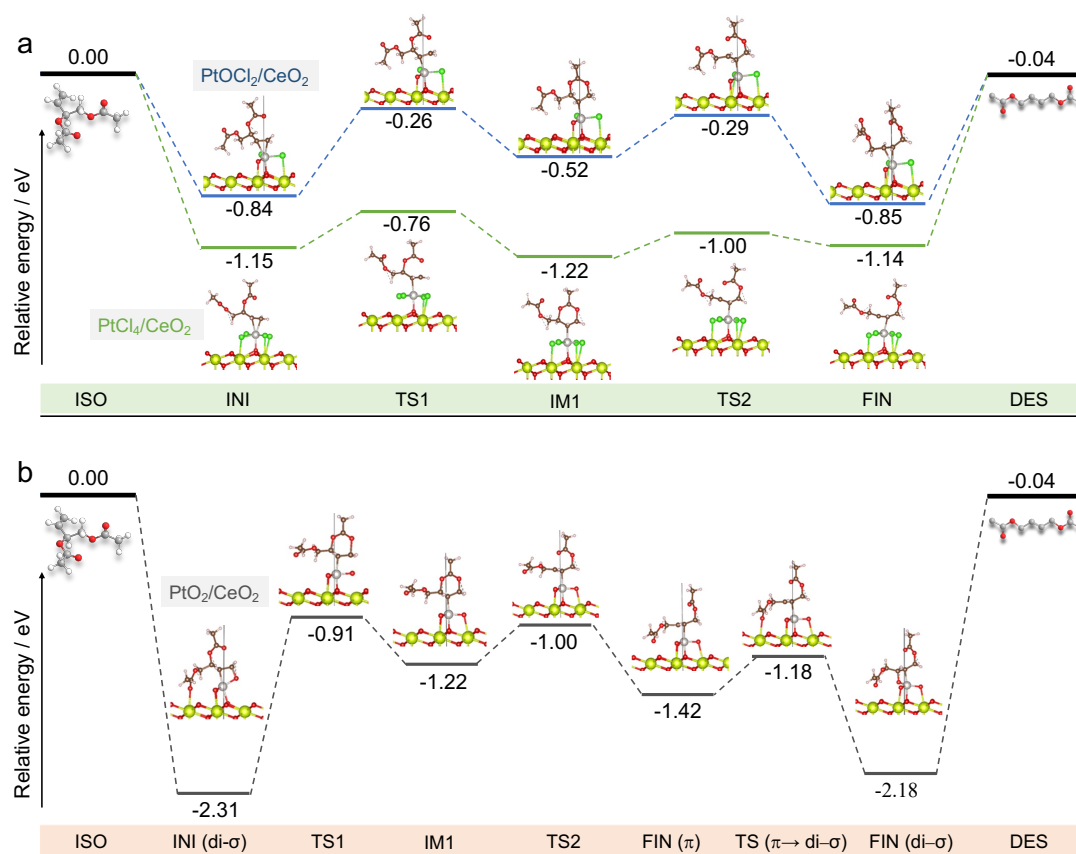 a
0.00
-0.04
PtOCl₂/CeO₂
-0.26
-0.29
-0.52
-0.84
-0.85
-0.76
-1.00
-1.15
-1.22
-1.14
PtCl₄/CeO₂
Relative energy / eV
ISO INI TS1 IM1 TS2 FIN DES
b
0.00
-0.04
PtO₂/CeO₂
-0.91
-1.00
-1.22
-1.18
-1.42
-2.31
-2.18
Relative energy / eV
ISO INI (di-σ) TS1 IM1 TS2 FIN (π) TS (π→ di–σ) FIN (di–σ) DES